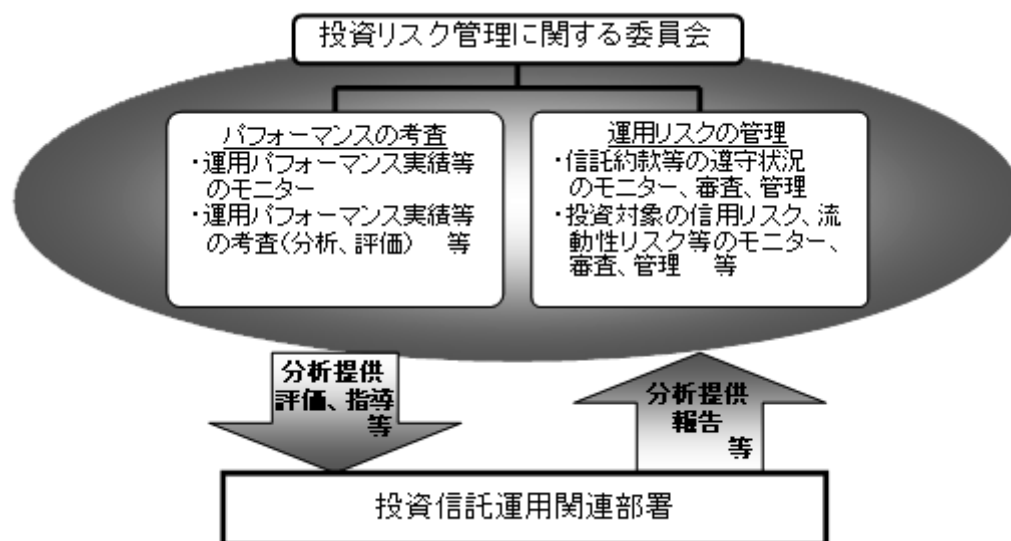 投資リスク管理に関する委員会
パフォーマンスの考査
・運用パフォーマンス実績等
のモニター
・運用パフォーマンス実績等
の考査(分析、評価) 等
運用リスクの管理
・信託約款等の遵守状況
のモニター、審査、管理
・投資対象の信用リスク、流
動性リスク等のモニター、
審査、管理 等
分析提供
評価、指導
等
分析提供
報告
等
投資信託運用関連部署